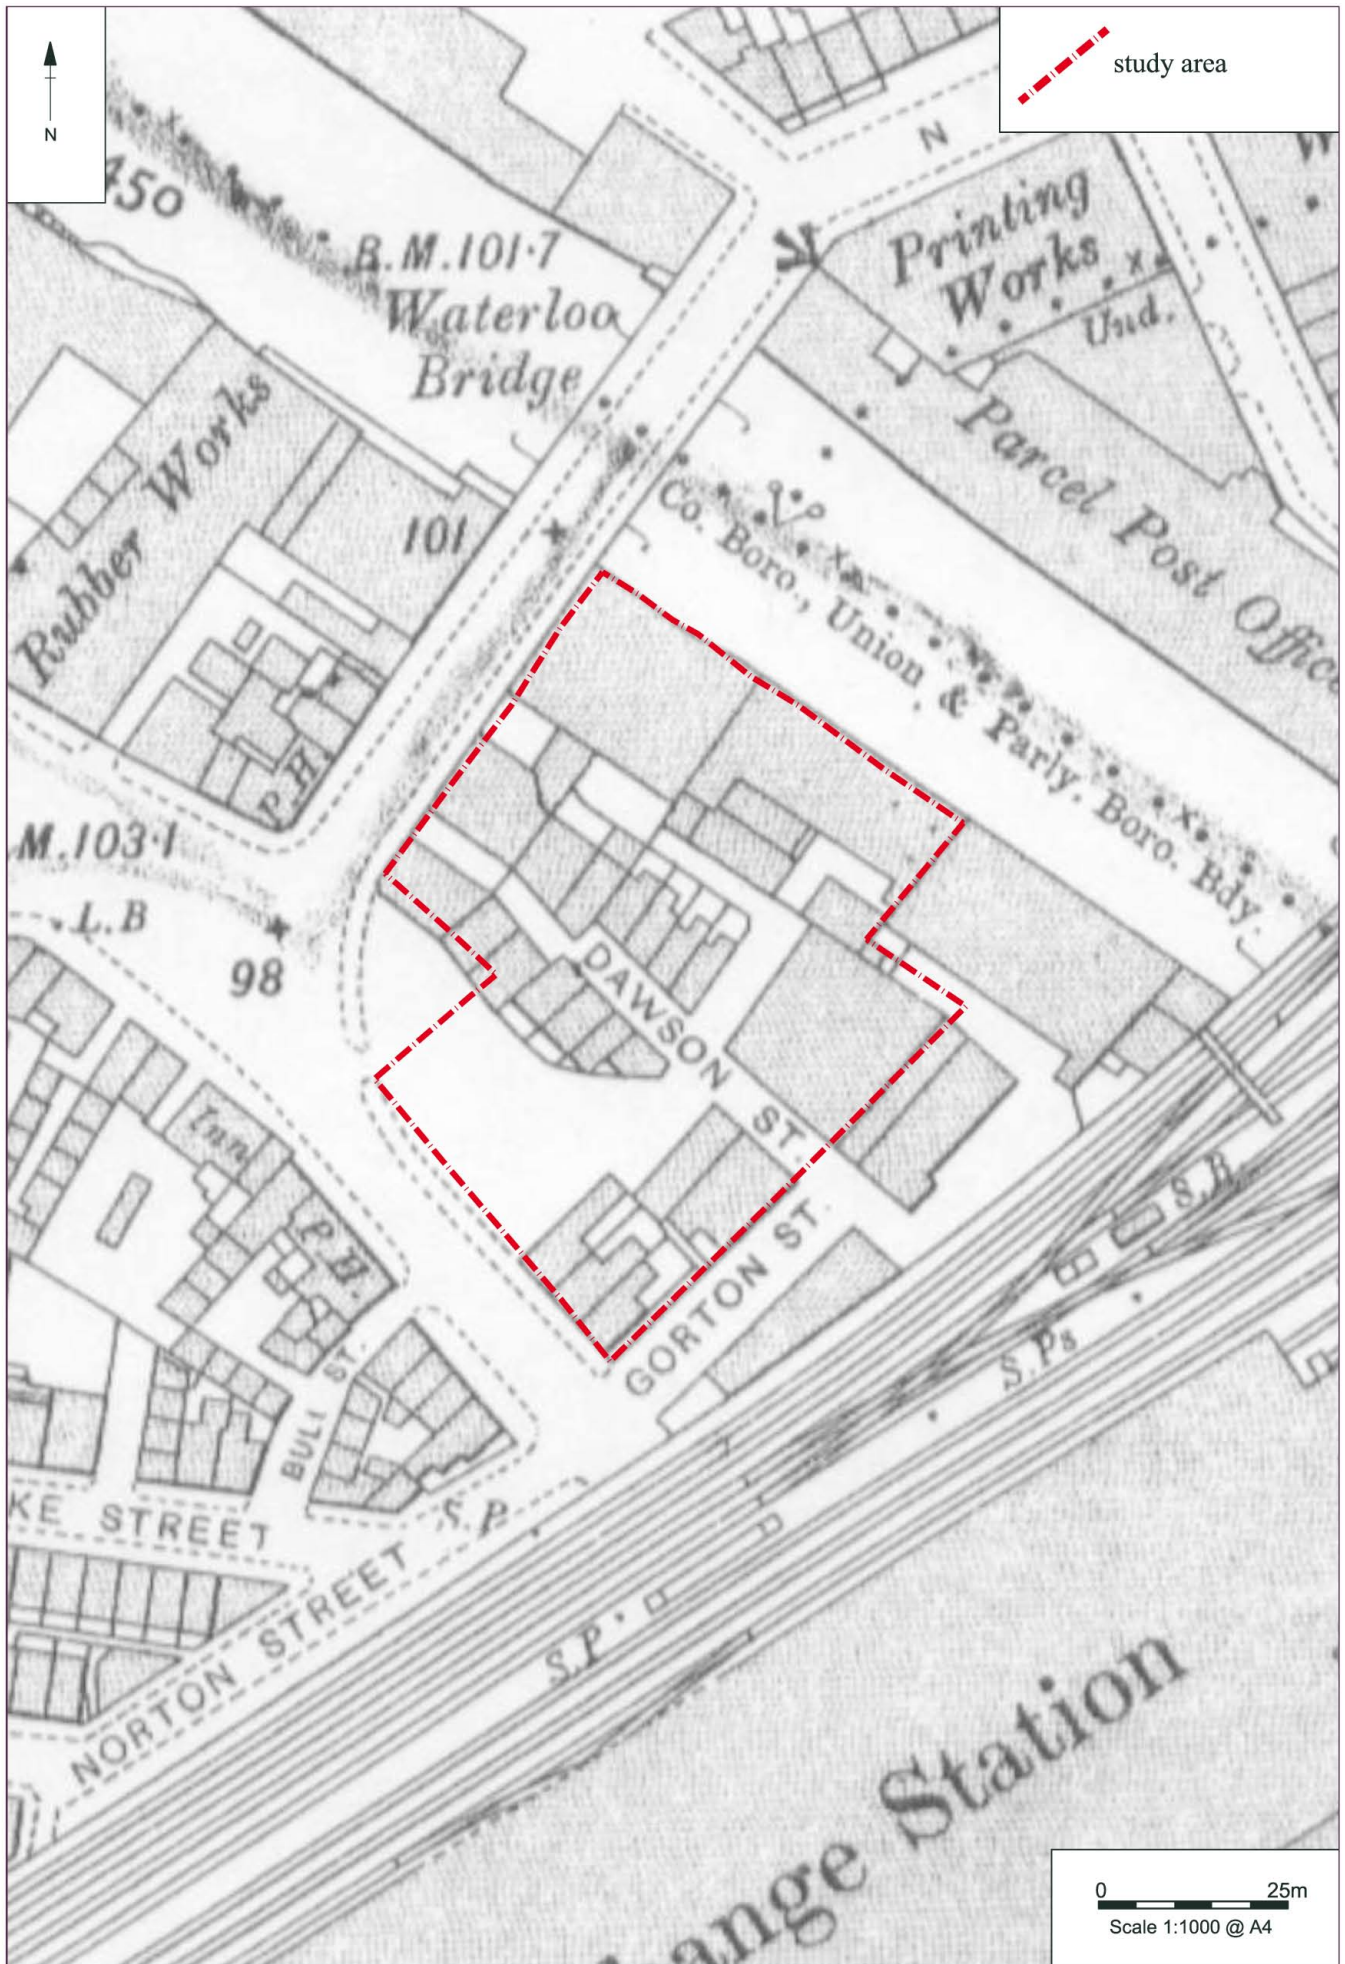 N
study area
N
W
450
B.M.101·7
Waterloo
Bridge
Printing
Works
Und.
Parcel Post Office
Rubber Works
101
Co. Boro., Union & Parly. Boro. Bdy.
P.H.
M.103·1
L.B
98
DAWSON ST.
Inn
P.H.
S.B.
GORTON ST.
S.Ps
BULL ST.
KE STREET
S.P.
NORTON STREET
S.P.
hange Station
0 25m
Scale 1:1000 @ A4